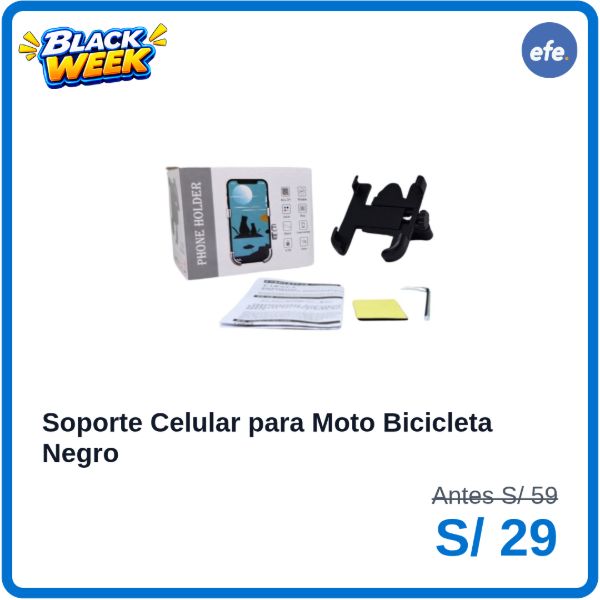 BLACK
WEEK
efe.
PHONE HOLDER
Soporte Celular para Moto Bicicleta
Negro
Antes S/ 59
S/ 29